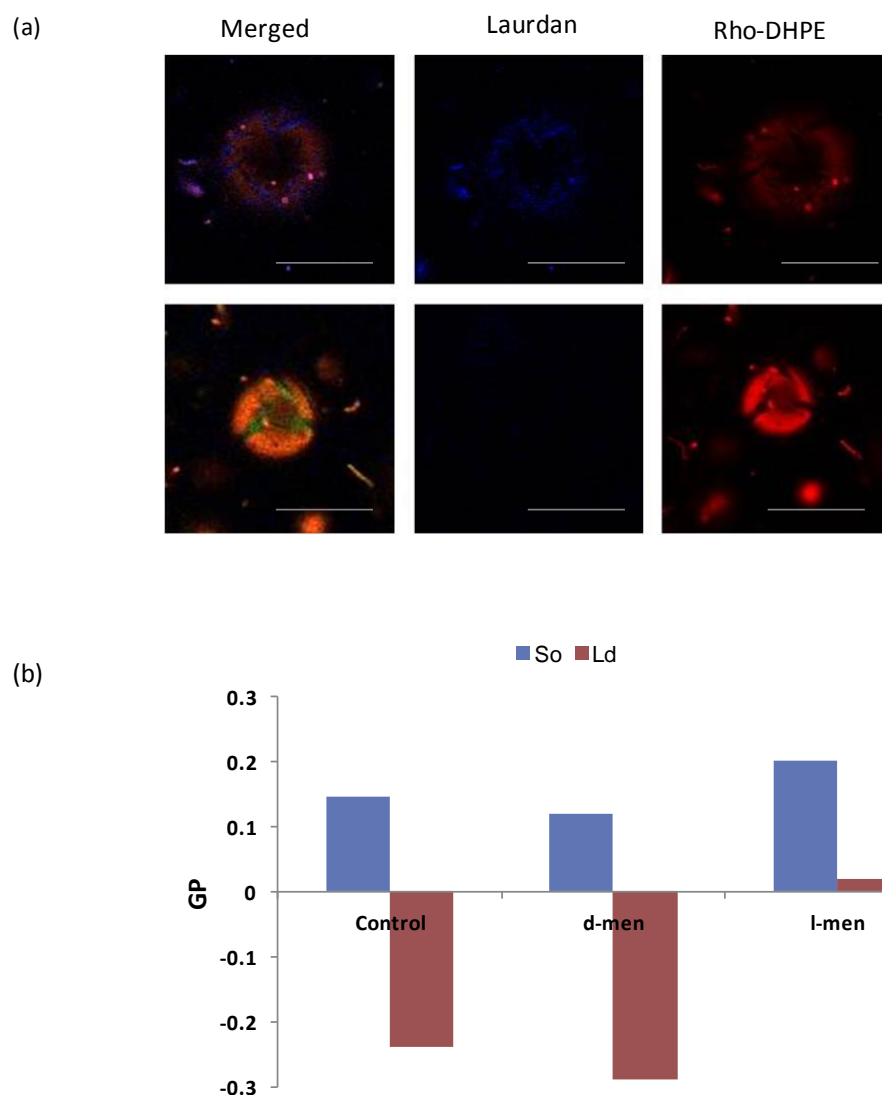 (a)
Merged Laurdan Rho-DHPE
(b)
So Ld
0.3
0.2
0.1
0
-0.1
-0.2
-0.3
GP
Control d-men l-men